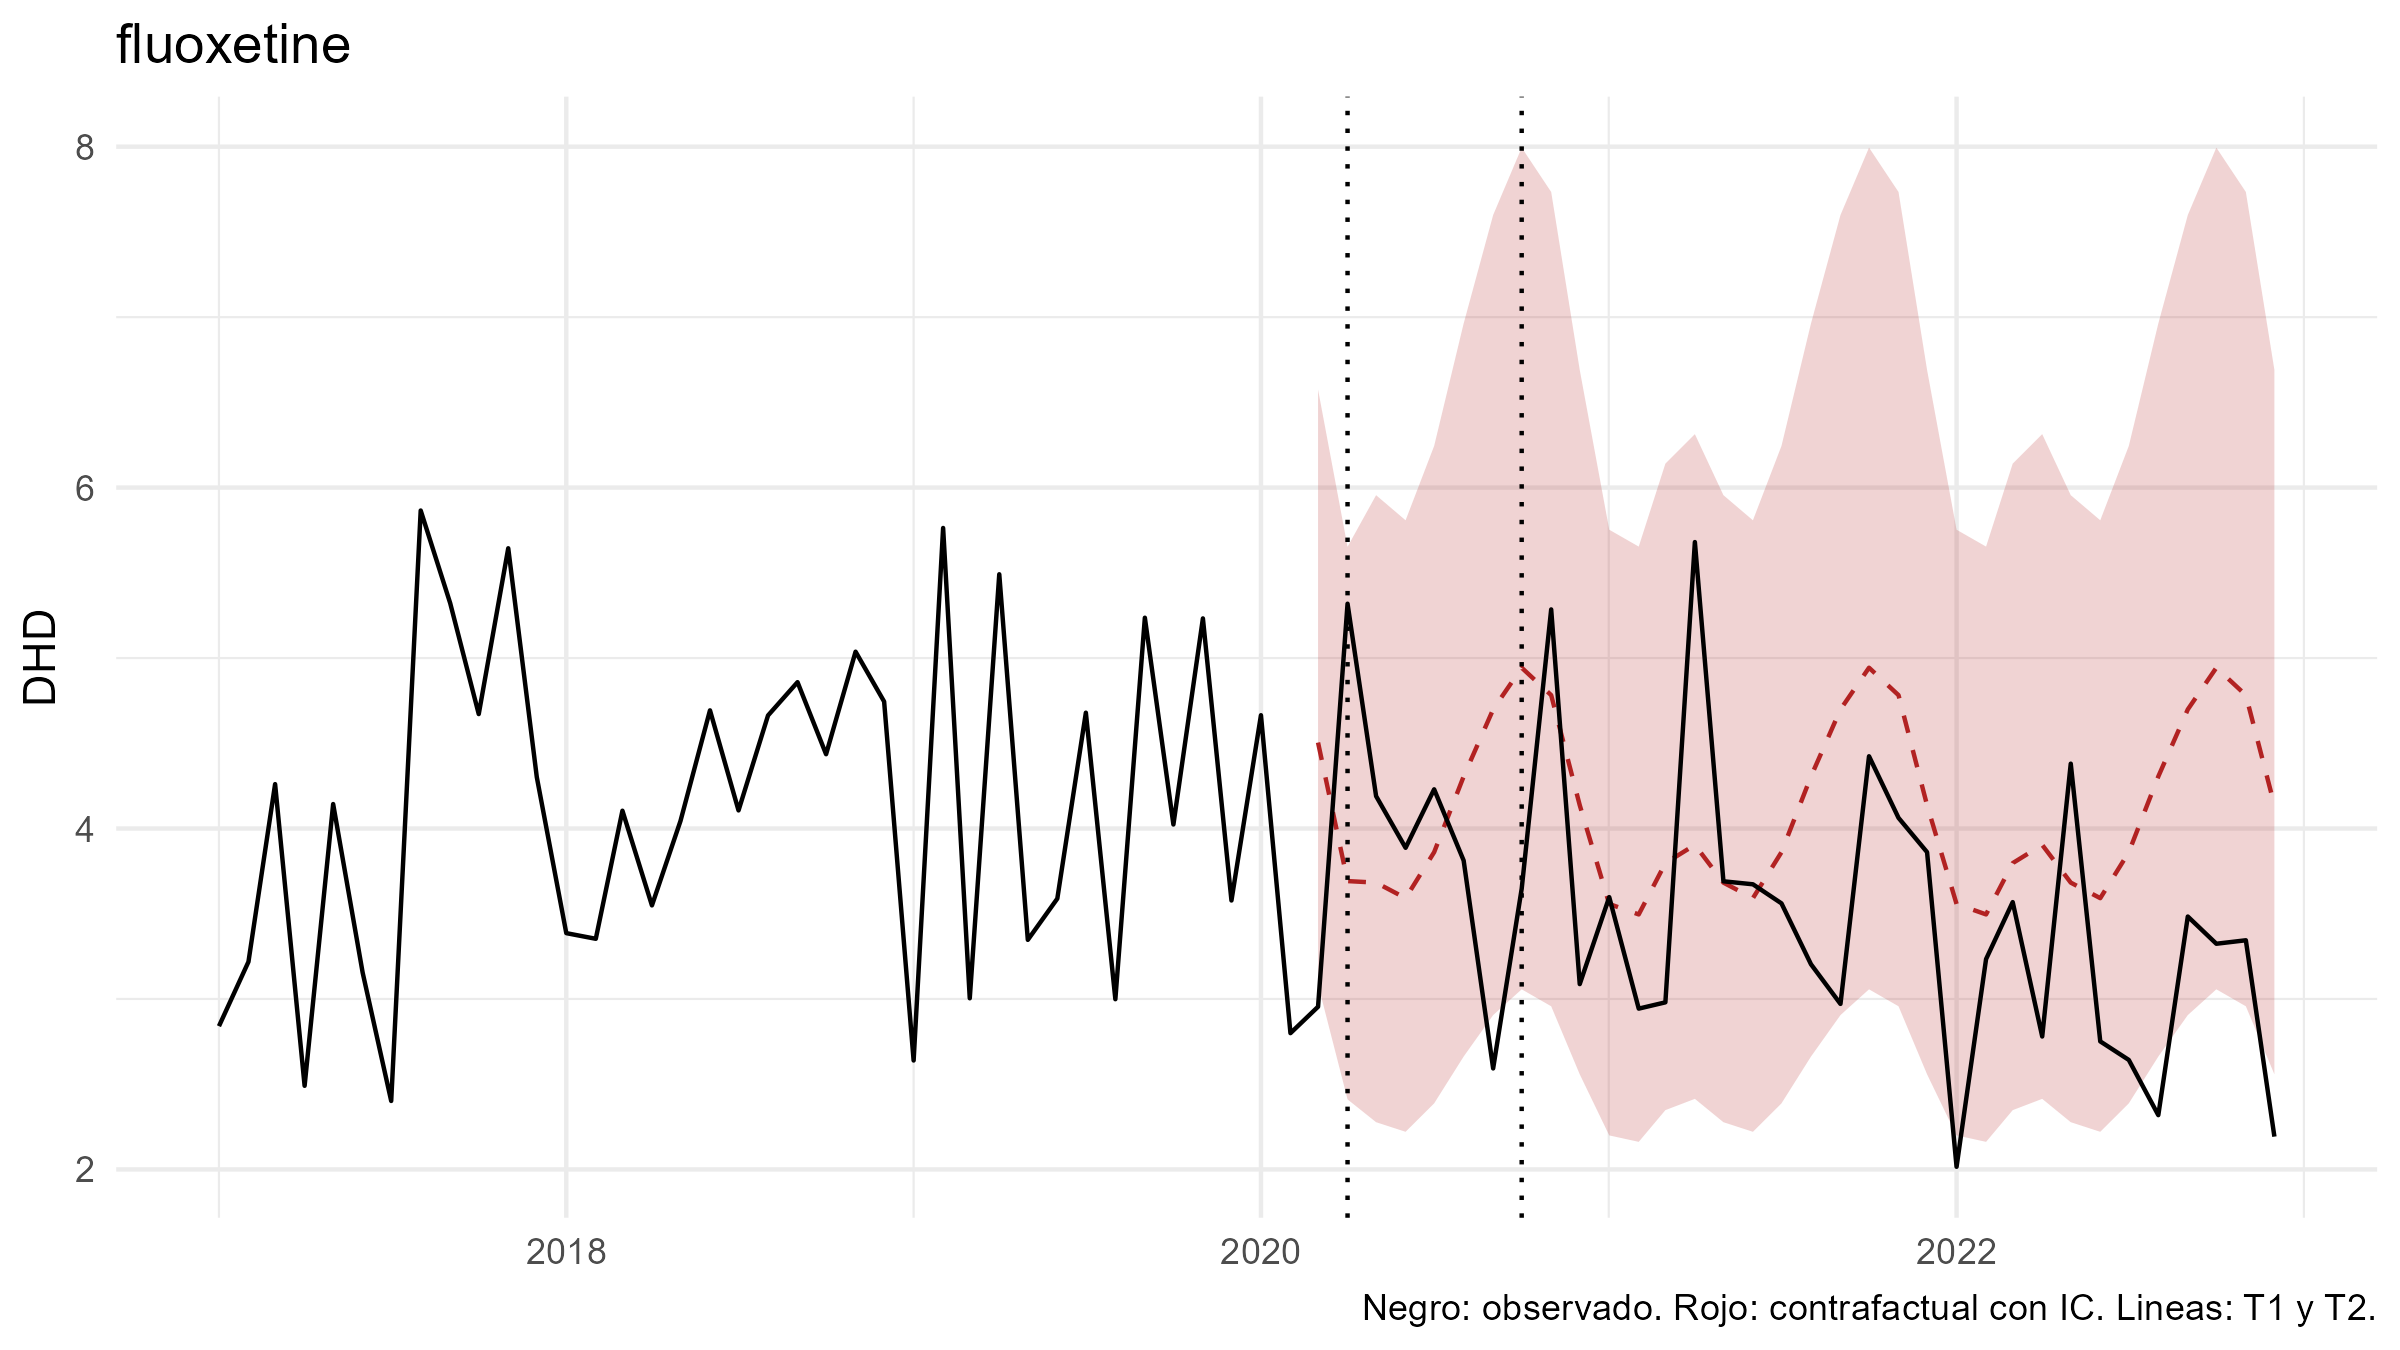 fluoxetine
8
6
4
2
DHD
2018
2020
2022
Negro: observado. Rojo: contrafactual con IC. Lineas: T1 y T2.